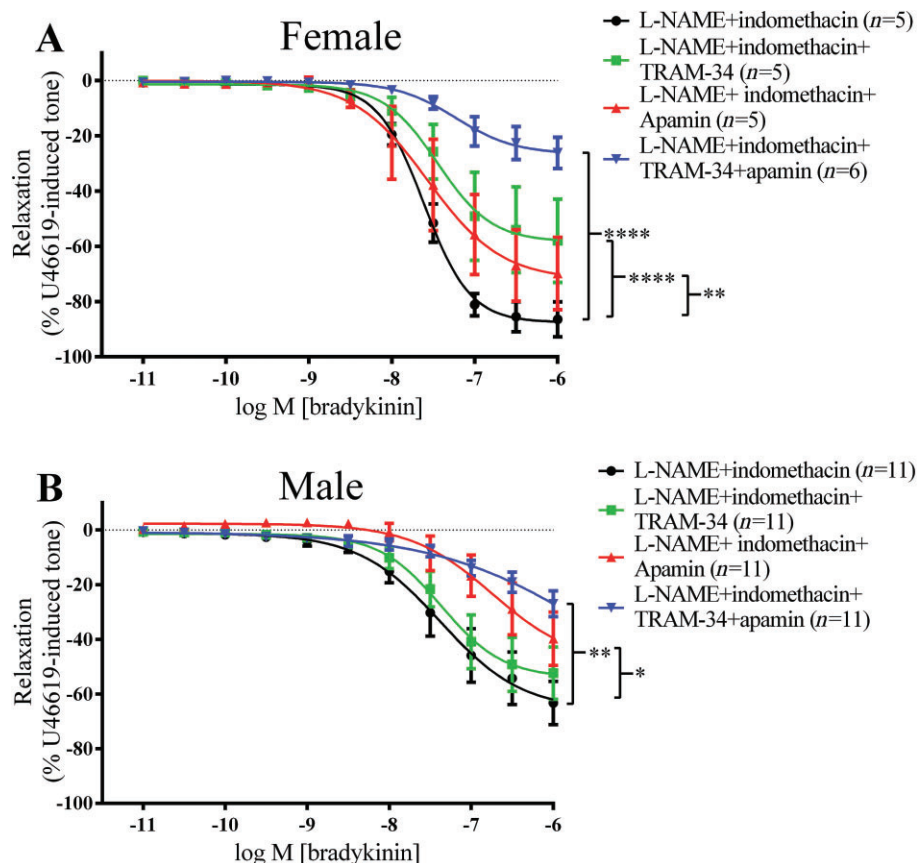 A
Female
L-NAME+indomethacin (n=5)
L-NAME+indomethacin+
TRAM-34 (n=5)
L-NAME+ indomethacin+
Apamin (n=5)
L-NAME+indomethacin+
TRAM-34+apamin (n=6)
Relaxation
(% U46619-induced tone)
0
-20
-40
-60
-80
-100
****
****
**
-11
-10
-9
-8
-7
-6
log M [bradykinin]
B
Male
L-NAME+indomethacin (n=11)
L-NAME+indomethacin+
TRAM-34 (n=11)
L-NAME+ indomethacin+
Apamin (n=11)
L-NAME+indomethacin+
TRAM-34+apamin (n=11)
Relaxation
(% U46619-induced tone)
0
-20
-40
-60
-80
-100
**
*
-11
-10
-9
-8
-7
-6
log M [bradykinin]